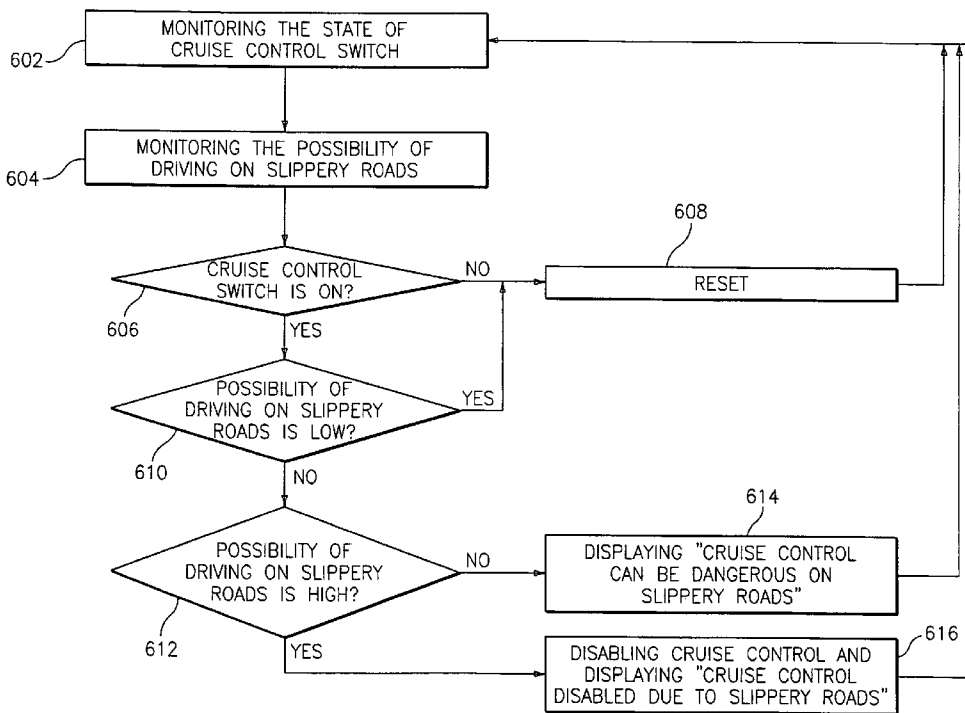 MONITORING THE STATE OF
CRUISE CONTROL SWITCH
602
MONITORING THE POSSIBILITY OF
DRIVING ON SLIPPERY ROADS
604
CRUISE CONTROL
SWITCH IS ON?
606
NO
YES
608
RESET
POSSIBILITY OF
DRIVING ON SLIPPERY
ROADS IS LOW?
610
YES
NO
POSSIBILITY OF
DRIVING ON SLIPPERY
ROADS IS HIGH?
612
NO
YES
614
DISPLAYING "CRUISE CONTROL
CAN BE DANGEROUS ON
SLIPPERY ROADS"
616
DISABLING CRUISE CONTROL AND
DISPLAYING "CRUISE CONTROL
DISABLED DUE TO SLIPPERY ROADS"